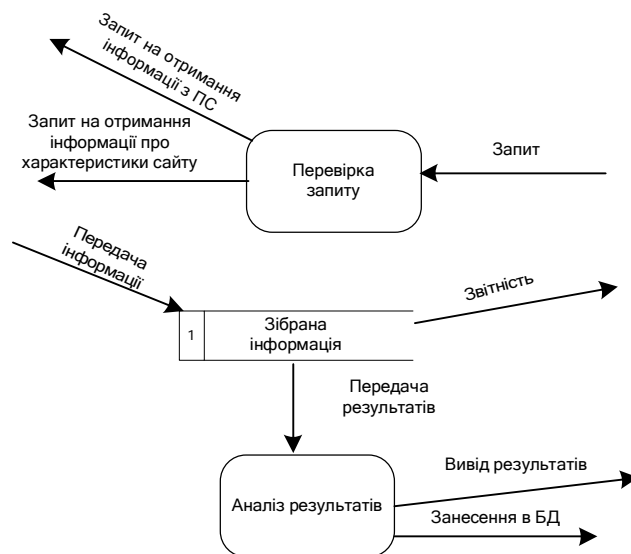 Запит на отримання
інформації з ПС
Запит на отримання
інформації про
характеристики сайту
Перевірка
запиту
Запит
Передача
інформації
1
Зібрана
інформація
Звітність
Передача
результатів
Аналіз результатів
Вивід результатів
Занесення в БД